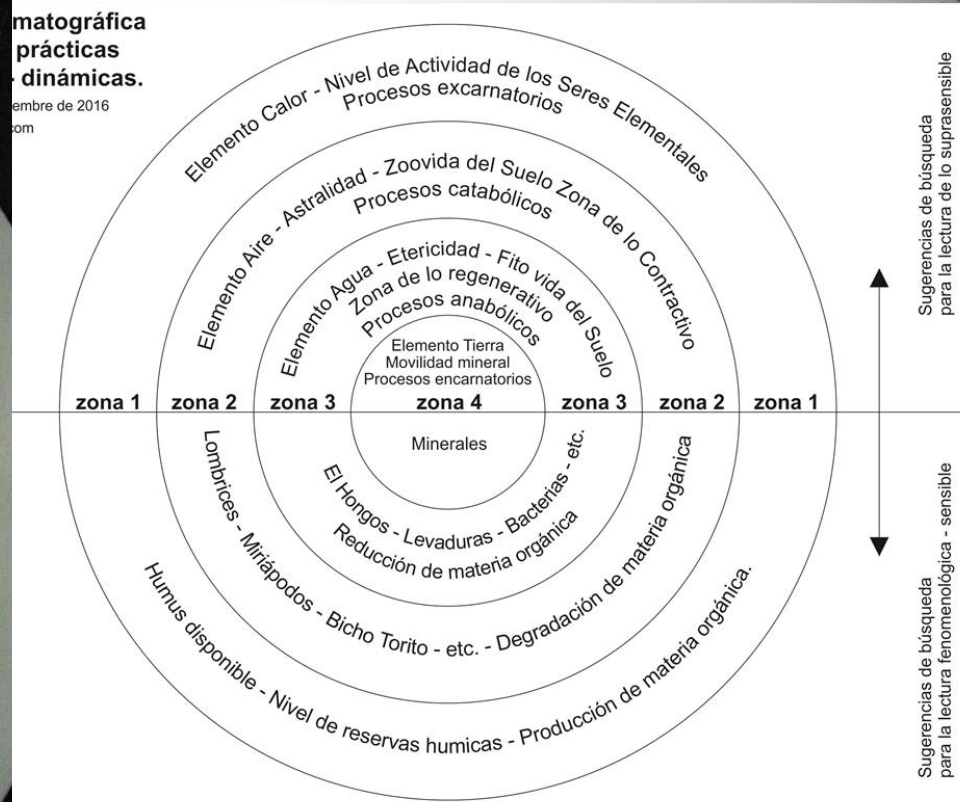 matográfica
prácticas
- dinámicas.
embre de 2016
com
Elemento Calor - Nivel de Actividad de los Seres Elementales
Procesos excarnatorios
Elemento Aire - Astralidad - Zoovida del Suelo Zona de lo Contractivo
Procesos catabólicos
Elemento Agua - Etericidad - Fito vida del Suelo
Zona de lo regenerativo
Procesos anabólicos
Elemento Tierra
Movilidad mineral
Procesos encarnatorios
zona 1 zona 2 zona 3 zona 4 zona 3 zona 2 zona 1
Minerales
El Hongos - Levaduras - Bacterias - etc.
Reducción de materia orgánica
Lombrices - Miriápodos - Bicho Torito - etc. - Degradación de materia orgánica
Humus disponible - Nivel de reservas humicas - Producción de materia orgánica.
Sugerencias de búsqueda
para la lectura de lo suprasensible
Sugerencias de búsqueda
para la lectura fenomenológica - sensible